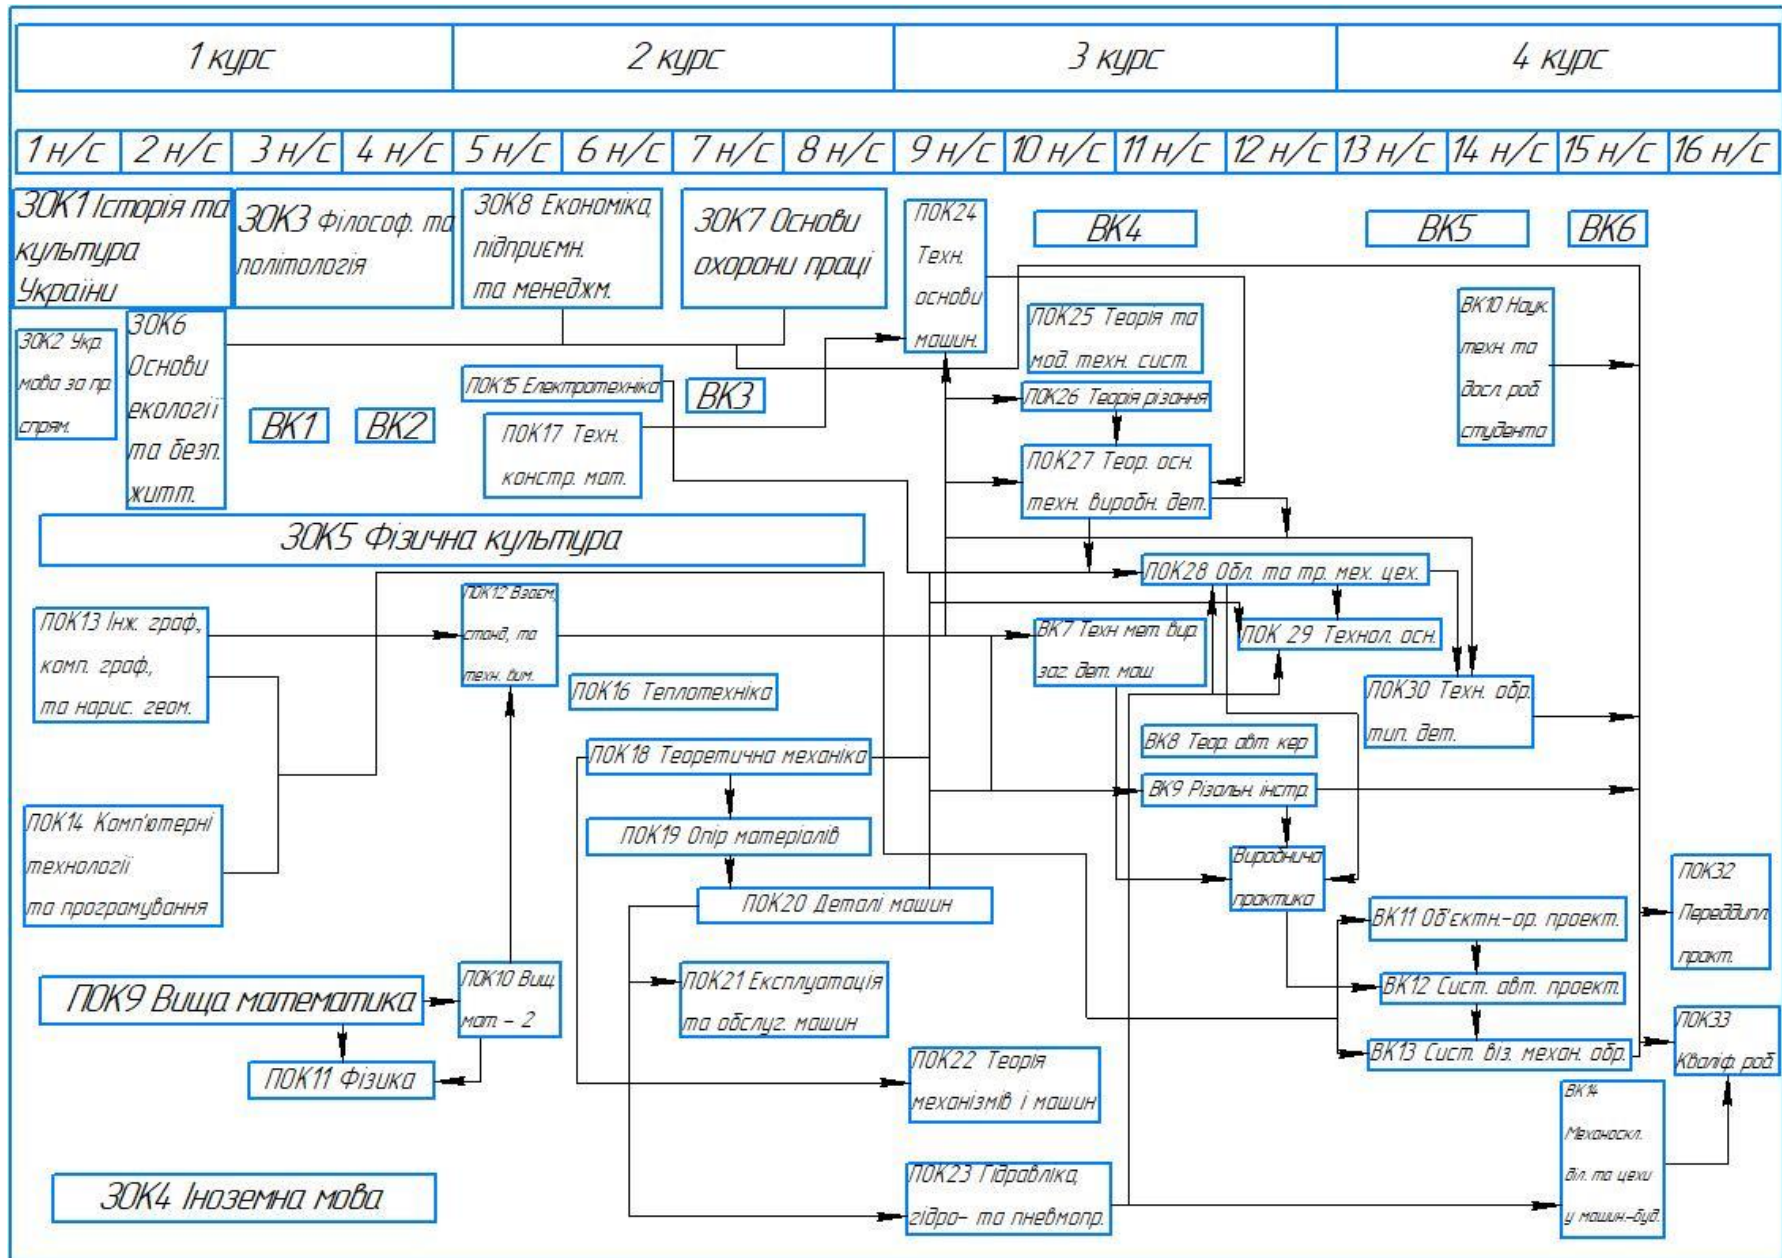 1 курс
2 курс
3 курс
4 курс
1 н/с
2 н/с
3 н/с
4 н/с
5 н/с
6 н/с
7 н/с
8 н/с
9 н/с
10 н/с
11 н/с
12 н/с
13 н/с
14 н/с
15 н/с
16 н/с
ЗОК1 Історія та
культура
України
ЗОК3 Філософ. та
політологія
ЗОК8 Економіка,
підприємн.
та менеджм.
ЗОК7 Основи
охорони праці
ПОК24
Техн.
основи
машин.
ВК4
ВК5
ВК6
ЗОК2 Укр.
мова за пр.
спрям.
ЗОК6
Основи
екології
та безп.
житт.
ВК1
ВК2
ПОК15 Електротехніка
ВК3
ПОК17 Техн.
констр. мат.
ПОК25 Теорія та
мод. техн. сист.
ПОК26 Теорія різання
ПОК27 Теор. осн.
техн. виробн. дет.
ВК10 Наук.
техн. та
досл. роб.
студента
ЗОК5 Фізична культура
ПОК28 Обл. та тр. мех. цех.
ПОК13 Інж. граф.,
комп. граф.,
та нарис. геом.
ПОК12 Взаєм.,
станд, та
техн. вим.
ВК7 Техн мет. вир.
заг. дет. маш
ПОК 29 Технол. осн.
ПОК16 Теплотехніка
ПОК30 Техн. обр.
тип. дет.
ПОК18 Теоретична механіка
ВК8 Теор. авт. кер
ВК9 Різальн. інстр.
ПОК14 Комп'ютерні
технології
та програмування
ПОК19 Опір матеріалів
Виробнича
практика
ПОК32
Переддипл.
практ.
ПОК20 Деталі машин
ВК11 Об'єктн.-ор. проект.
ПОК9 Вища математика
ПОК10 Вищ.
мат. - 2
ПОК21 Експлуатація
та обслуг. машин
ВК12 Сист. авт. проект.
ПОК11 Фізика
ПОК22 Теорія
механізмів і машин
ВК13 Сист. віз. механ. обр.
ПОК33
Кваліф. роб.
ВК14
Механоскл.
діл. та цехи
у машин.-буд.
ЗОК4 Іноземна мова
ПОК23 Гідравліка,
гідро- та пневмопр.